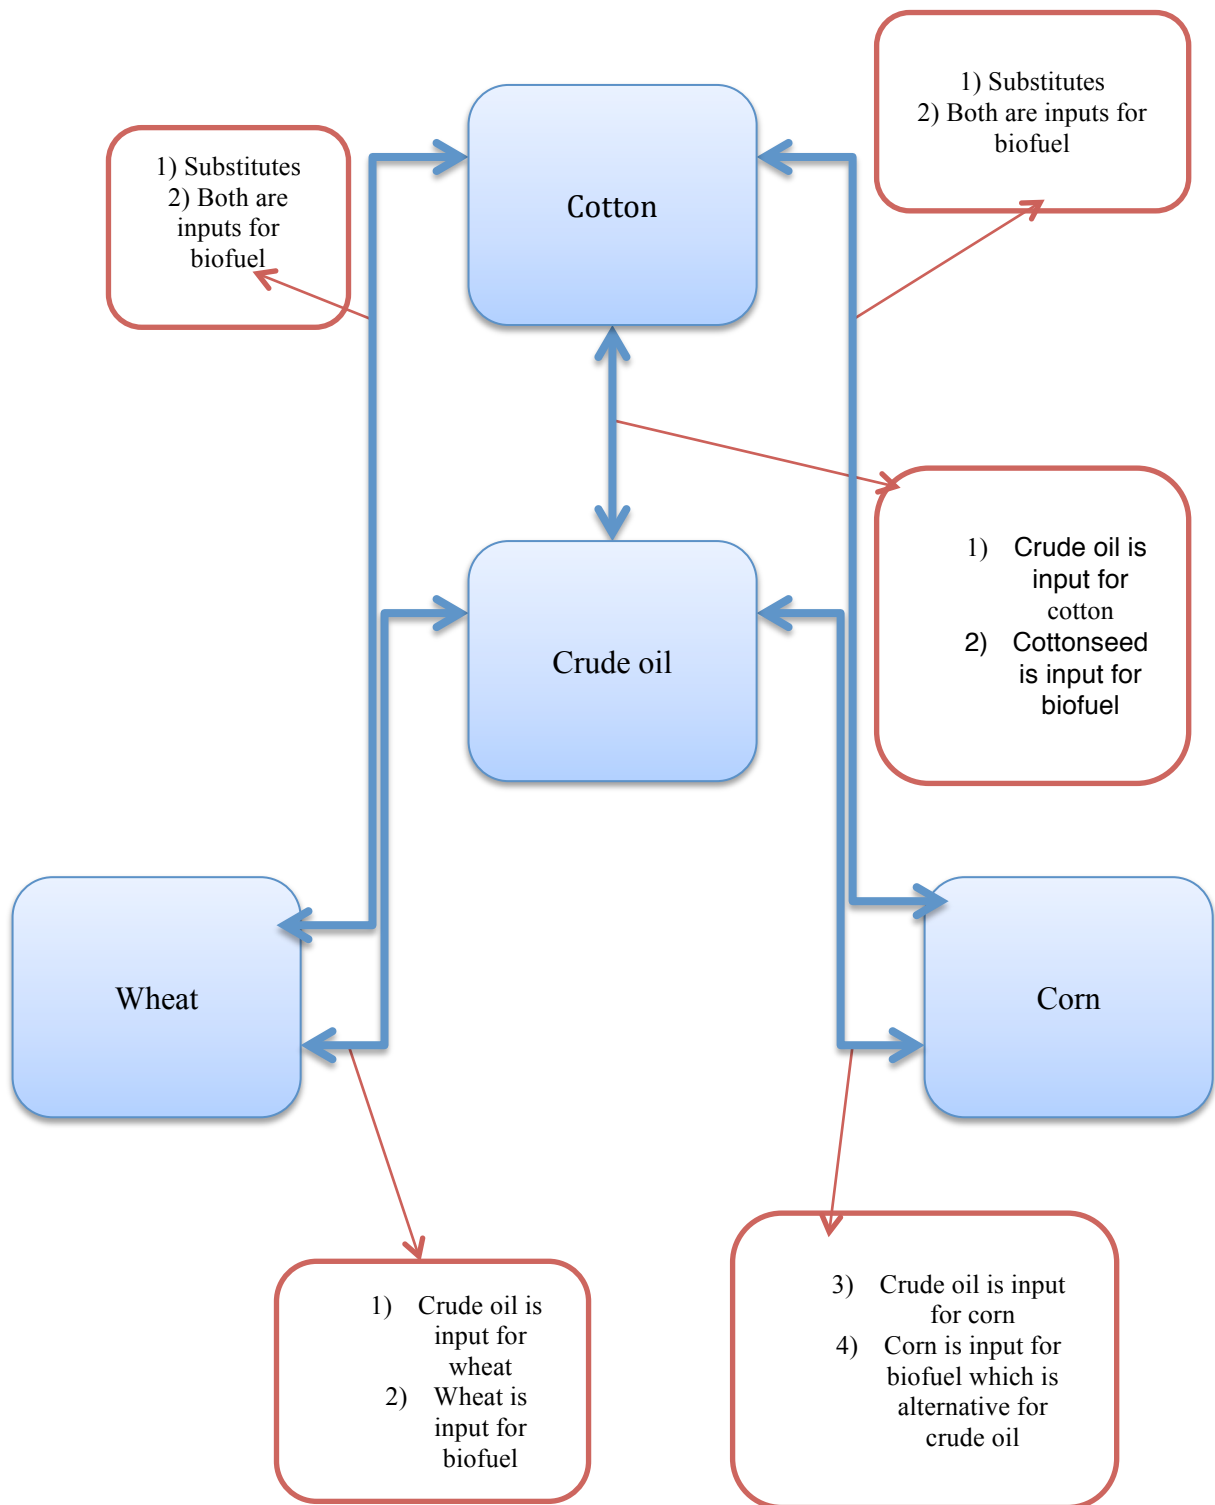 1) Substitutes
2) Both are inputs for
biofuel
1) Substitutes
2) Both are
inputs for
biofuel
Cotton
1) Crude oil is
input for
cotton
2) Cottonseed
is input for
biofuel
Crude oil
Wheat
Corn
1) Crude oil is
input for
wheat
2) Wheat is
input for
biofuel
3) Crude oil is input
for corn
4) Corn is input for
biofuel which is
alternative for
crude oil